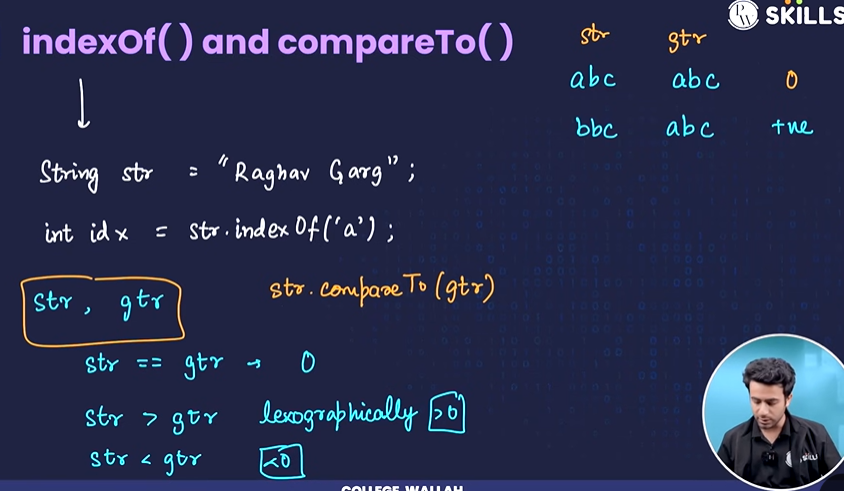 indexOf( ) and compareTo( )
PW SKILLS
str gtr
abc abc 0
bbc abc +ve
String str = "Raghav Garg";
int idx = str.indexOf('a');
str, gtr
str.compareTo(gtr)
str == gtr → 0
str > gtr lexographically >0
str < gtr <0
COLLEGE WALLAH